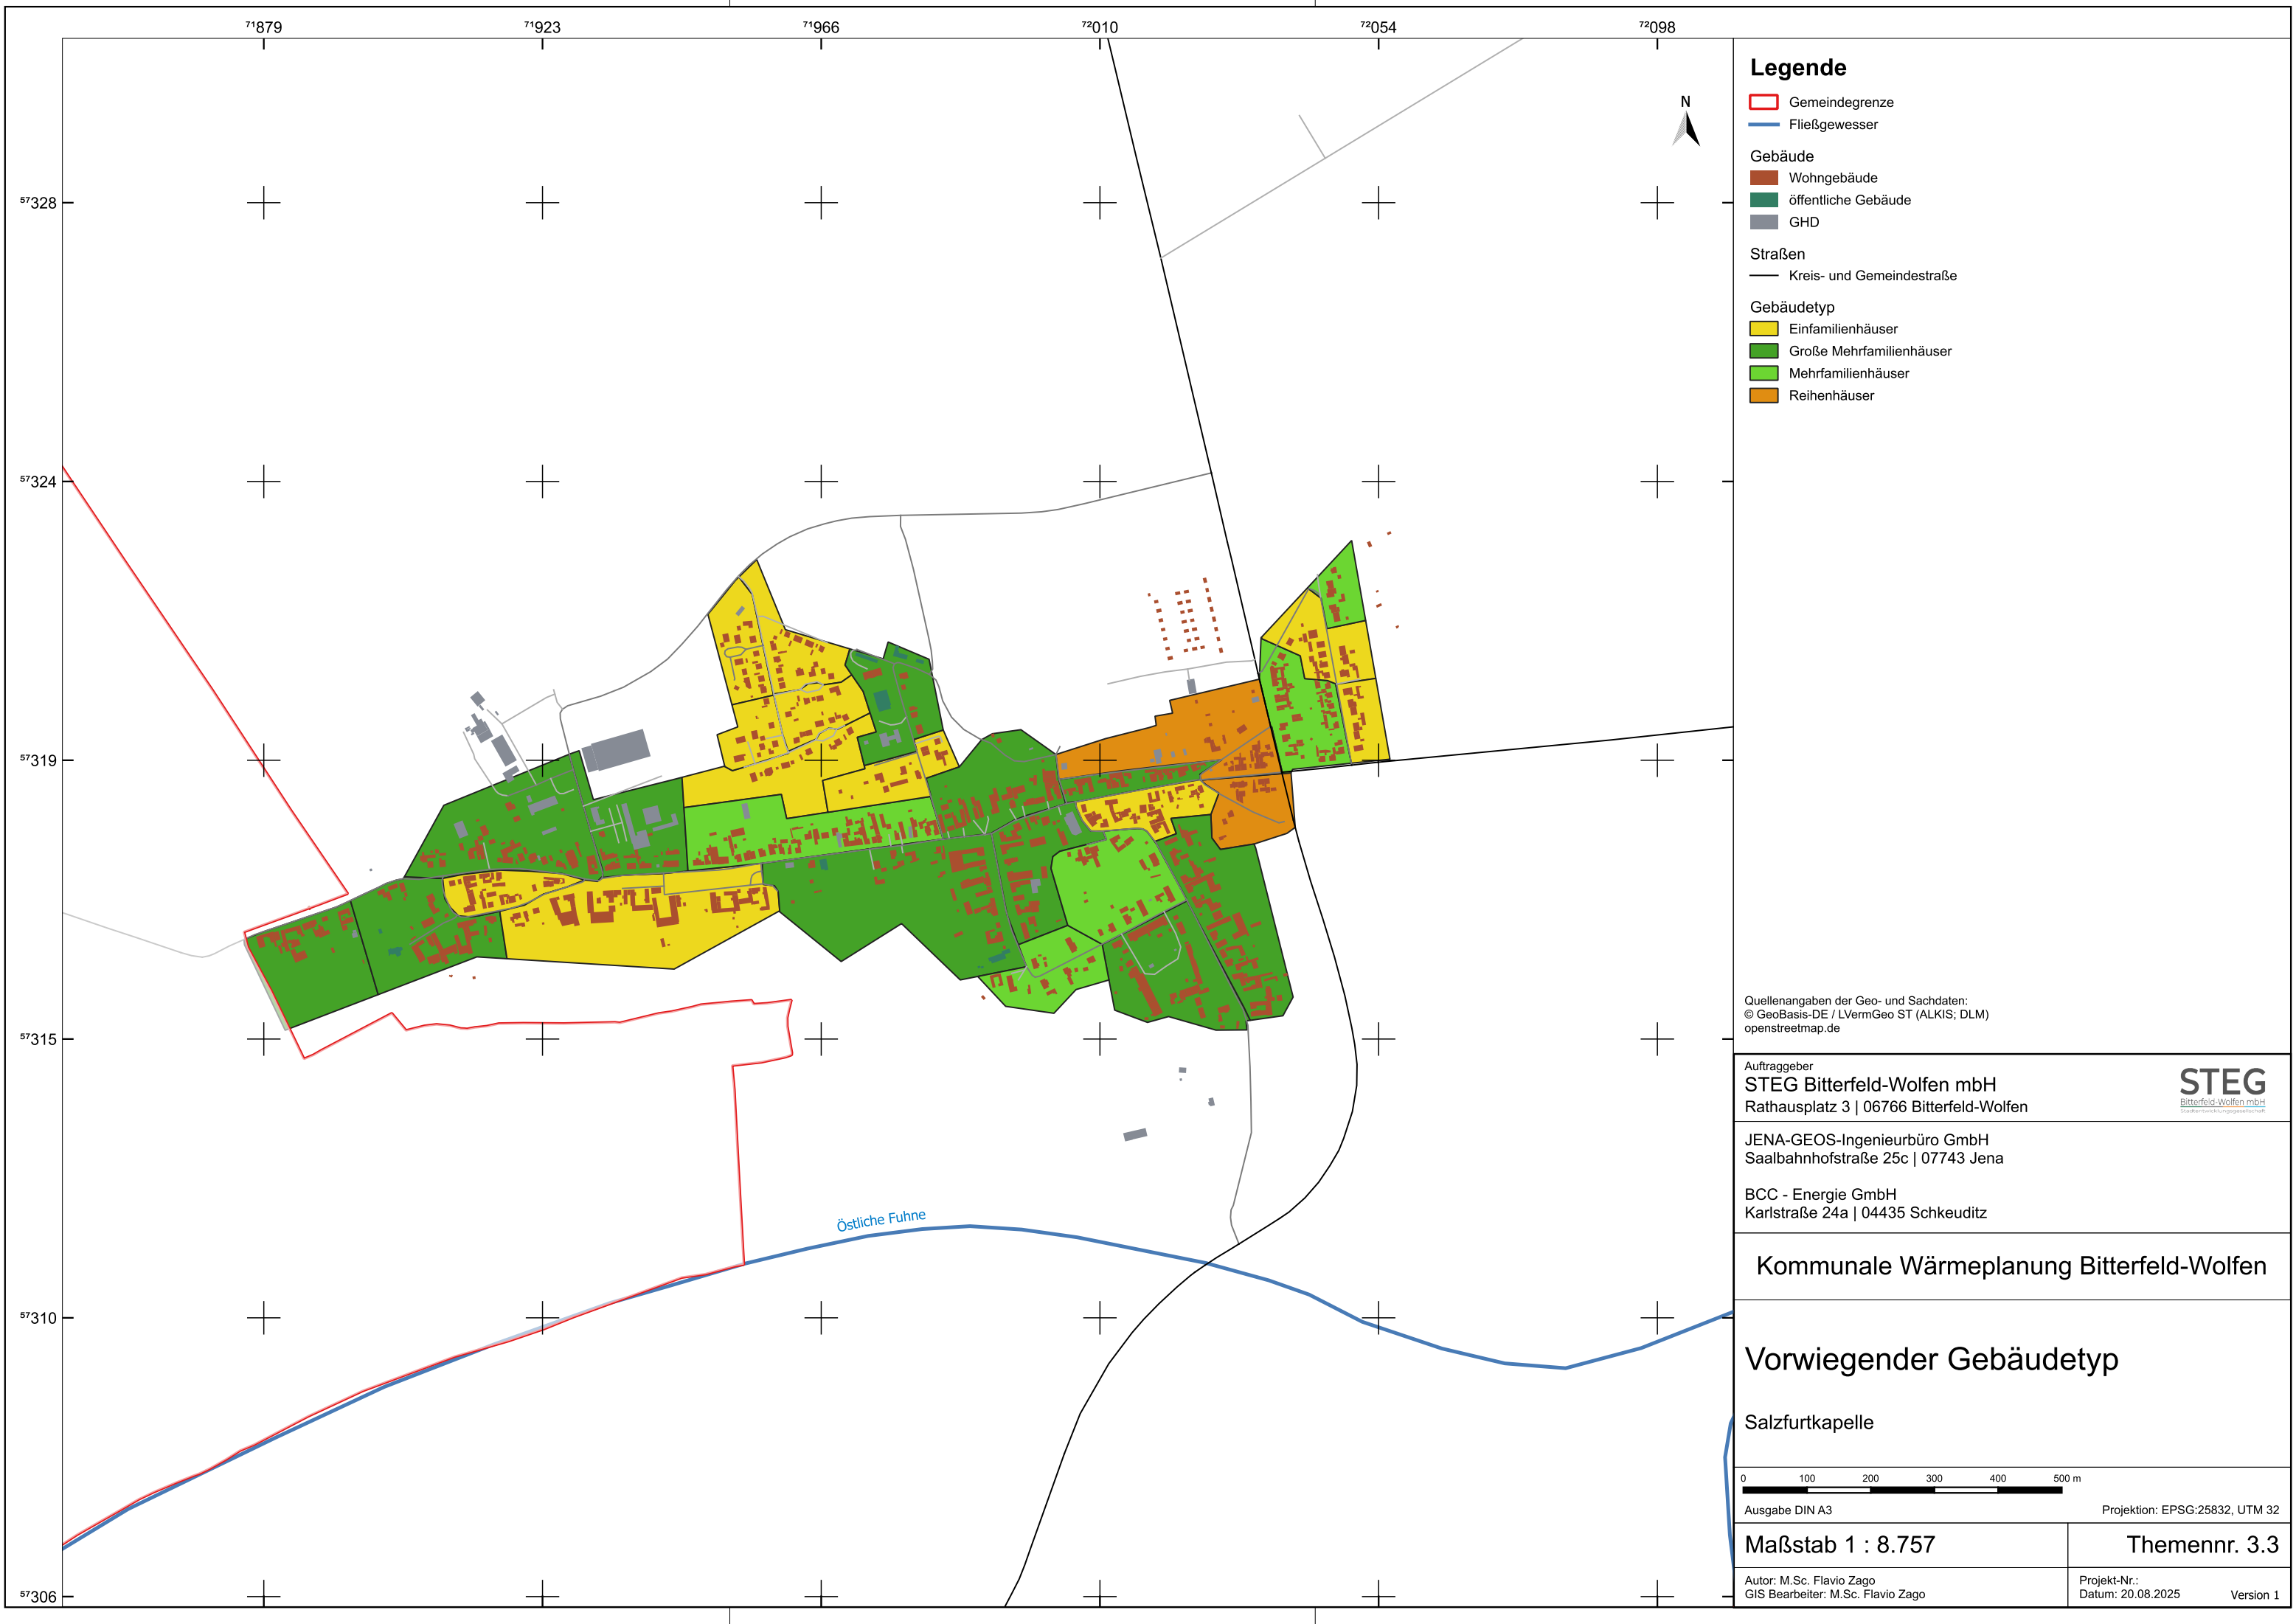 ⁷¹879
⁷¹923
⁷¹966
⁷²010
⁷²054
⁷²098
⁵⁷328
⁵⁷324
⁵⁷319
⁵⁷315
⁵⁷310
⁵⁷306
N
Östliche Fuhne
Legende
Gemeindegrenze
Fließgewesser
Gebäude
Wohngebäude
öffentliche Gebäude
GHD
Straßen
Kreis- und Gemeindestraße
Gebäudetyp
Einfamilienhäuser
Große Mehrfamilienhäuser
Mehrfamilienhäuser
Reihenhäuser
Quellenangaben der Geo- und Sachdaten:
© GeoBasis-DE / LVermGeo ST (ALKIS; DLM)
openstreetmap.de
Auftraggeber
STEG Bitterfeld-Wolfen mbH
Rathausplatz 3 | 06766 Bitterfeld-Wolfen
STEG
Bitterfeld-Wolfen mbH
Stadtentwicklungsgesellschaft
JENA-GEOS-Ingenieurbüro GmbH
Saalbahnhofstraße 25c | 07743 Jena
BCC - Energie GmbH
Karlstraße 24a | 04435 Schkeuditz
Kommunale Wärmeplanung Bitterfeld-Wolfen
Vorwiegender Gebäudetyp
Salzfurtkapelle
0 100 200 300 400 500 m
Ausgabe DIN A3
Projektion: EPSG:25832, UTM 32
Maßstab 1 : 8.757
Themennr. 3.3
Autor: M.Sc. Flavio Zago
GIS Bearbeiter: M.Sc. Flavio Zago
Projekt-Nr.:
Datum: 20.08.2025
Version 1